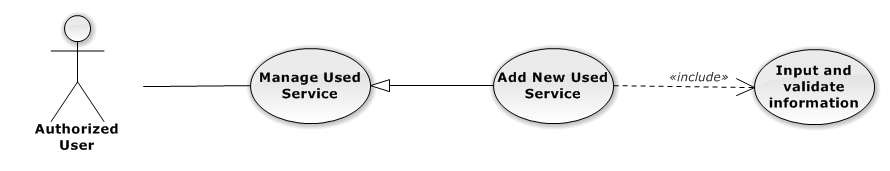 Authorized
User
Manage Used
Service
Add New Used
Service
«include»
Input and
validate
information